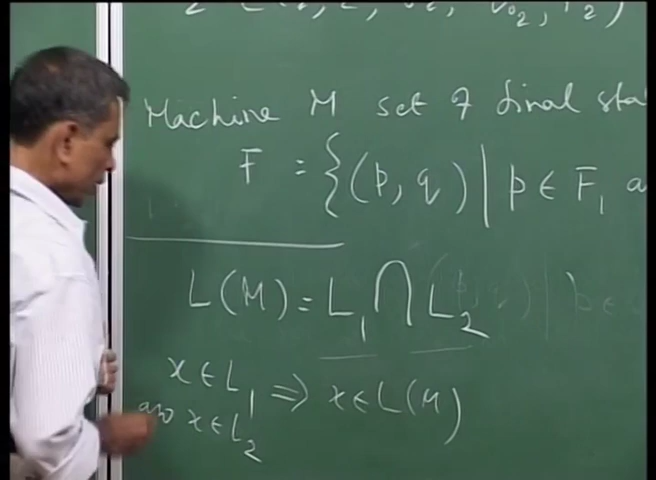 Machine M set of final sta
F = {(p, q) | p ∈ F₁ a
L(M) = L₁ ⋂ L₂
x ∈ L₁ ⇒ x ∈ L(M)
and x ∈ L₂